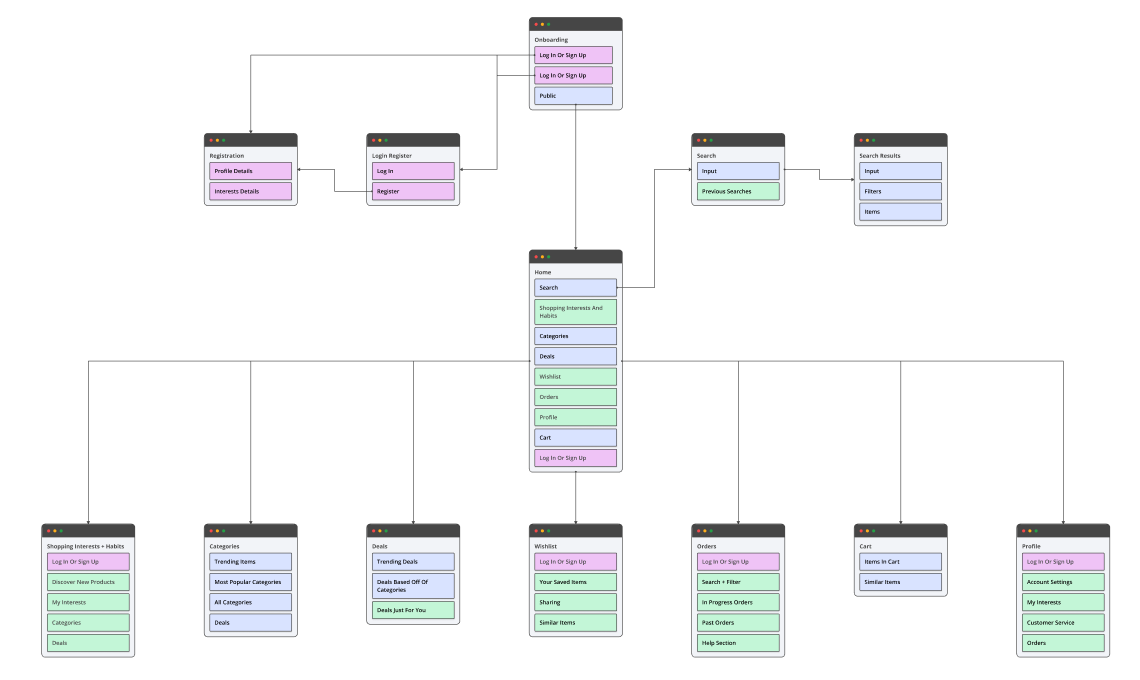 Onboarding
Log In Or Sign Up
Log In Or Sign Up
Public
Registration
Profile Details
Interests Details
Login Register
Log In
Register
Search
Input
Previous Searches
Search Results
Input
Filters
Items
Home
Search
Shopping Interests And
Habits
Categories
Deals
Wishlist
Orders
Profile
Cart
Log In Or Sign Up
Shopping Interests + Habits
Log In Or Sign Up
Discover New Products
My Interests
Categories
Deals
Categories
Trending Items
Most Popular Categories
All Categories
Deals
Deals
Trending Deals
Deals Based Off Of
Categories
Deals Just For You
Wishlist
Log In Or Sign Up
Your Saved Items
Sharing
Similar Items
Orders
Log In Or Sign Up
Search + Filter
In Progress Orders
Past Orders
Help Section
Cart
Items In Cart
Similar Items
Profile
Log In Or Sign Up
Account Settings
My Interests
Customer Service
Orders